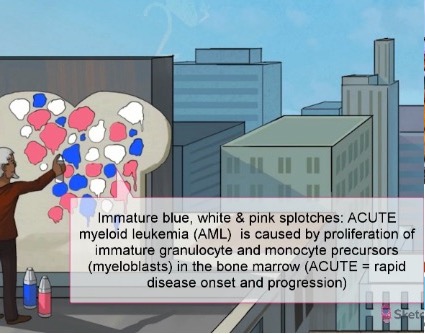 Immature blue, white & pink splotches: ACUTE
myeloid leukemia (AML) is caused by proliferation of
immature granulocyte and monocyte precursors
(myeloblasts) in the bone marrow (ACUTE = rapid
disease onset and progression)